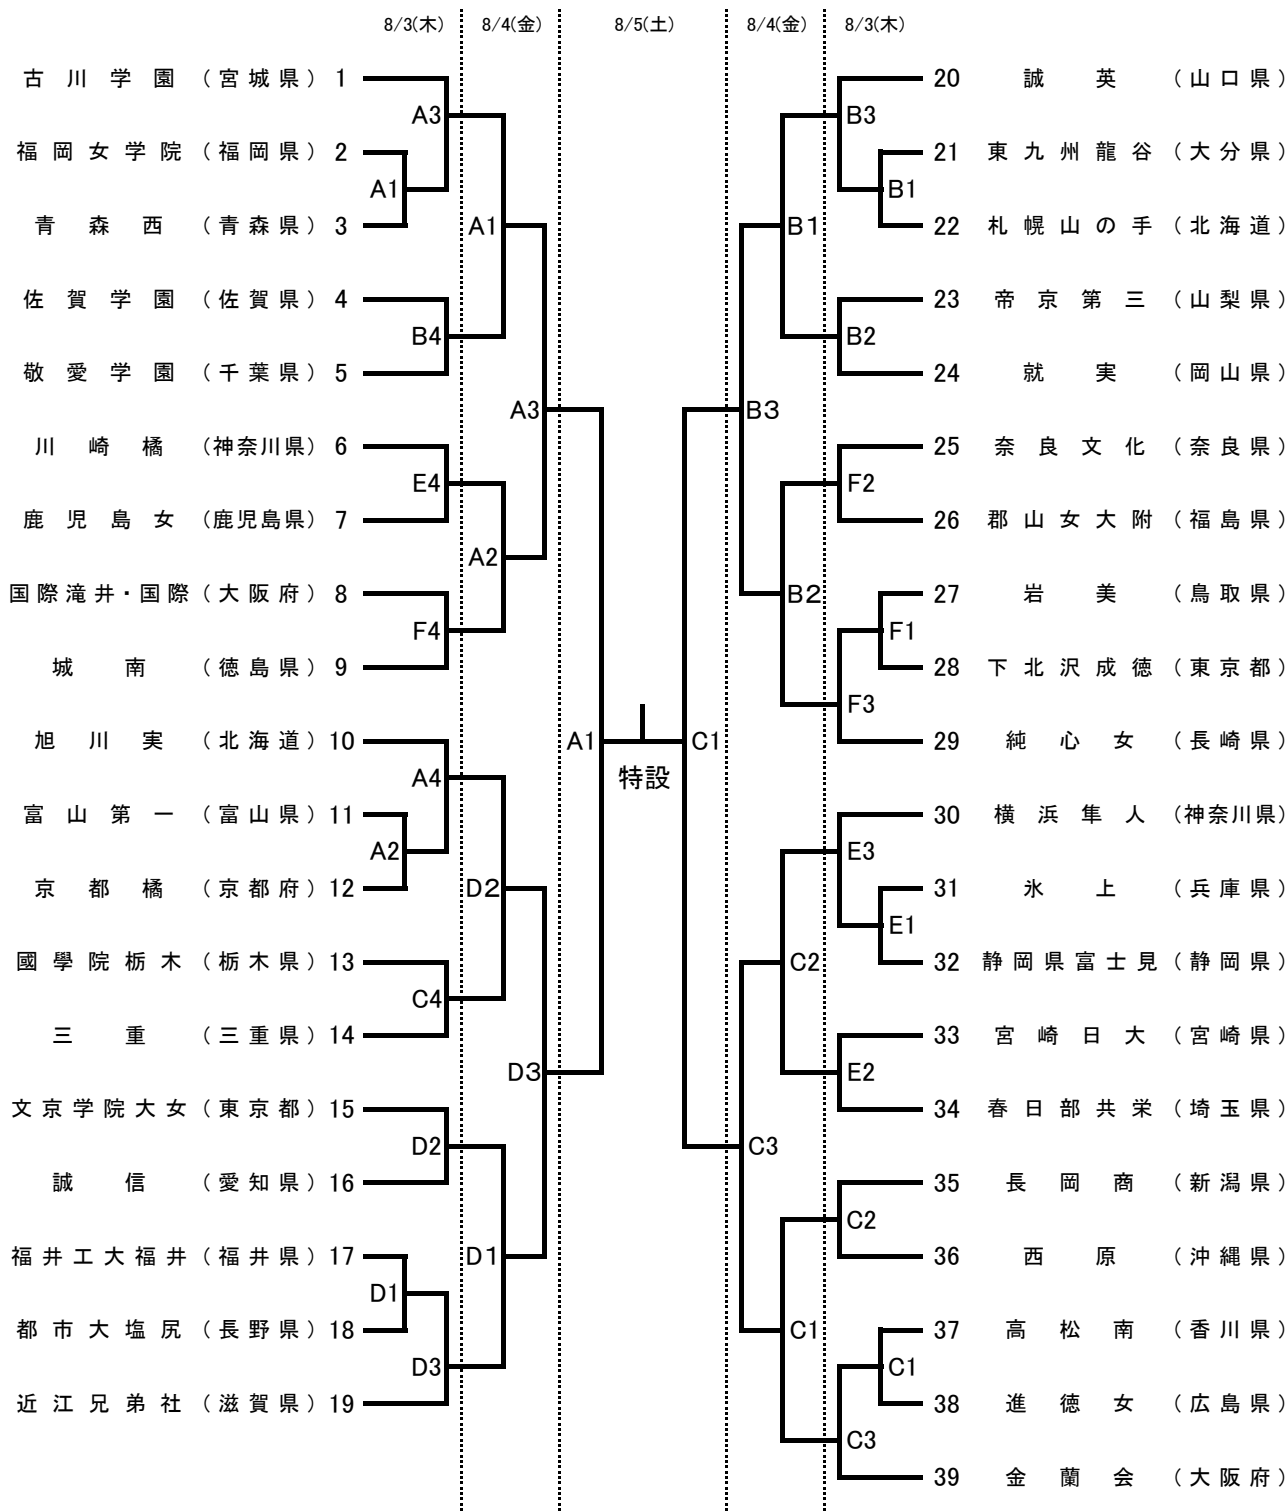 8/3(木) 8/4(金) 8/5(土) 8/4(金) 8/3(木)
古川学園 (宮城県) 1
A3
福岡女学院 (福岡県) 2
A1
青森西 (青森県) 3
A1
佐賀学園 (佐賀県) 4
B4
敬愛学園 (千葉県) 5
A3
川崎橘 (神奈川県) 6
E4
鹿児島女 (鹿児島県) 7
A2
国際滝井・国際 (大阪府) 8
F4
城南 (徳島県) 9
旭川実 (北海道) 10
A1
A4
富山第一 (富山県) 11
A2
京都橘 (京都府) 12
D2
國學院栃木 (栃木県) 13
C4
三重 (三重県) 14
D3
文京学院大女 (東京都) 15
D2
誠信 (愛知県) 16
福井工大福井 (福井県) 17
D1
D1
都市大塩尻 (長野県) 18
D3
近江兄弟社 (滋賀県) 19
特設
20 誠英 (山口県)
B3
21 東九州龍谷 (大分県)
B1
22 札幌山の手 (北海道)
B1
23 帝京第三 (山梨県)
B2
24 就実 (岡山県)
B3
25 奈良文化 (奈良県)
F2
26 郡山女大附 (福島県)
27 岩美 (鳥取県)
B2
F1
28 下北沢成徳 (東京都)
F3
29 純心女 (長崎県)
C1
30 横浜隼人 (神奈川県)
E3
31 氷上 (兵庫県)
E1
32 静岡県富士見 (静岡県)
C2
33 宮崎日大 (宮崎県)
E2
34 春日部共栄 (埼玉県)
C3
35 長岡商 (新潟県)
C2
36 西原 (沖縄県)
37 高松南 (香川県)
C1
C1
38 進徳女 (広島県)
C3
39 金蘭会 (大阪府)